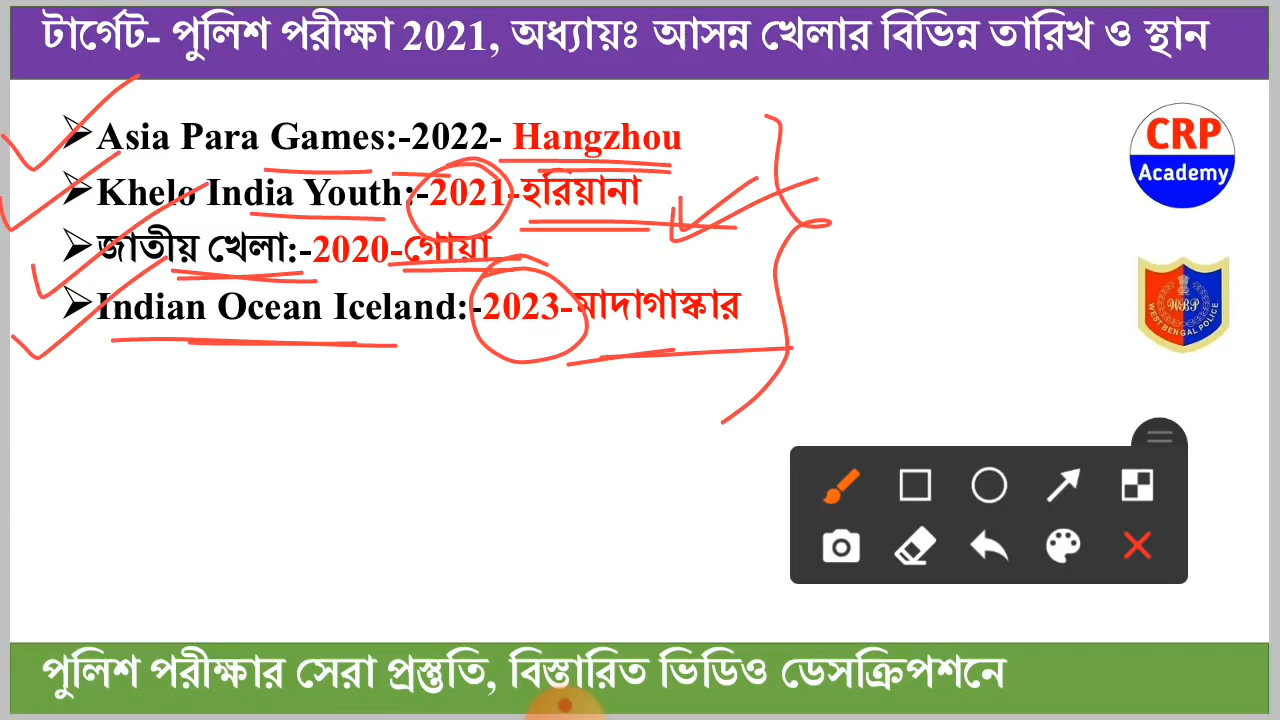 টার্গেট- পুলিশ পরীক্ষা 2021, অধ্যায়ঃ আসন্ন খেলার বিভিন্ন তারিখ ও স্থান
Asia Para Games:-2022- Hangzhou
Khelo India Youth:-2021-হরিয়ানা
জাতীয় খেলা:-2020-গোয়া
Indian Ocean Iceland:-2023-মাদাগাস্কার
CRP
Academy
WBP
WEST BENGAL POLICE
পুলিশ পরীক্ষার সেরা প্রস্তুতি, বিস্তারিত ভিডিও ডেসক্রিপশনে